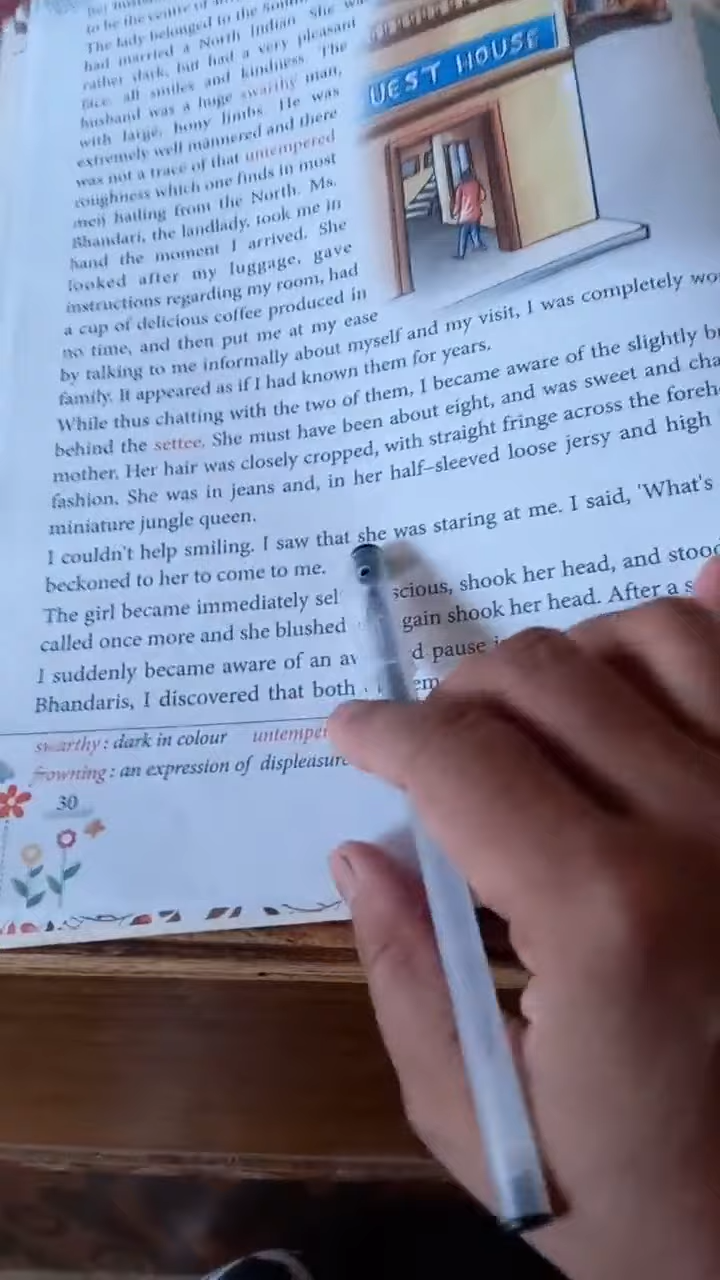 to be the centre of
The lady belonged to the
had married a North Indian. She
rather dark, but had a very pleasant
face, all smiles and kindness. The
husband was a huge swarthy man,
with large, bony limbs. He was
extremely well mannered and there
was not a trace of that untempered
roughness which one finds in most
men hailing from the North. Ms.
Bhandari, the landlady, took me in
hand the moment I arrived. She
looked after my luggage, gave
instructions regarding my room, had
a cup of delicious coffee produced in
no time, and then put me at my ease
UEST HOUSE
by talking to me informally about myself and my visit, I was completely wo
family. It appeared as if I had known them for years.
While thus chatting with the two of them, I became aware of the slightly b
behind the settee. She must have been about eight, and was sweet and cha
mother. Her hair was closely cropped, with straight fringe across the foreh
fashion. She was in jeans and, in her half-sleeved loose jersy and high
miniature jungle queen.
I couldn't help smiling. I saw that she was staring at me. I said, 'What's
beckoned to her to come to me.
The girl became immediately sel scious, shook her head, and stood
called once more and she blushed gain shook her head. After a s
I suddenly became aware of an aw d pause i
Bhandaris, I discovered that both em
swarthy : dark in colour untempe
frowning : an expression of displeasure
30